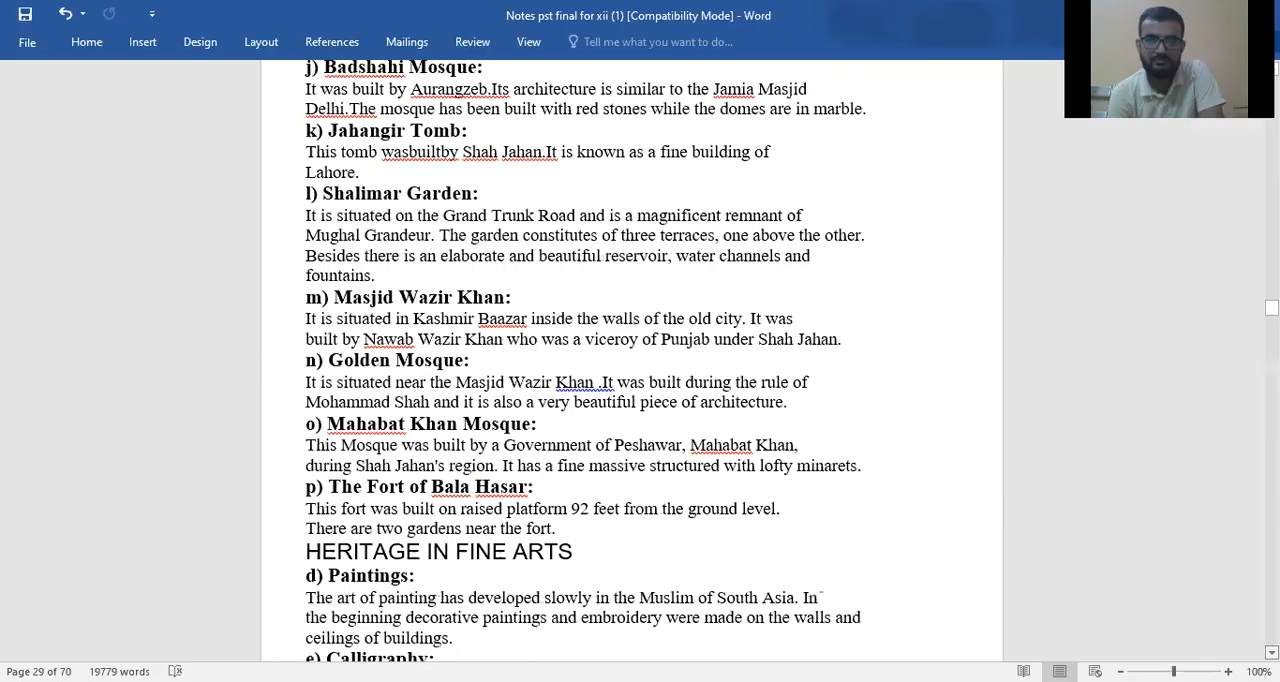 Notes pst final for xii (1) [Compatibility Mode] - Word
File Home Insert Design Layout References Mailings Review View Tell me what you want to do...
j) Badshahi Mosque:
It was built by Aurangzeb.Its architecture is similar to the Jamia Masjid
Delhi.The mosque has been built with red stones while the domes are in marble.
k) Jahangir Tomb:
This tomb wasbuiltby Shah Jahan.It is known as a fine building of
Lahore.
l) Shalimar Garden:
It is situated on the Grand Trunk Road and is a magnificent remnant of
Mughal Grandeur. The garden constitutes of three terraces, one above the other.
Besides there is an elaborate and beautiful reservoir, water channels and
fountains.
m) Masjid Wazir Khan:
It is situated in Kashmir Baazar inside the walls of the old city. It was
built by Nawab Wazir Khan who was a viceroy of Punjab under Shah Jahan.
n) Golden Mosque:
It is situated near the Masjid Wazir Khan .It was built during the rule of
Mohammad Shah and it is also a very beautiful piece of architecture.
o) Mahabat Khan Mosque:
This Mosque was built by a Government of Peshawar, Mahabat Khan,
during Shah Jahan's region. It has a fine massive structured with lofty minarets.
p) The Fort of Bala Hasar:
This fort was built on raised platform 92 feet from the ground level.
There are two gardens near the fort.
HERITAGE IN FINE ARTS
d) Paintings:
The art of painting has developed slowly in the Muslim of South Asia. In
the beginning decorative paintings and embroidery were made on the walls and
ceilings of buildings.
e) Calligraphy:
Page 29 of 70 19779 words 100%